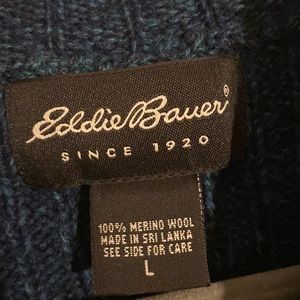 Eddie Bauer®
SINCE 1920
100% MERINO WOOL
MADE IN SRI LANKA
SEE SIDE FOR CARE
L